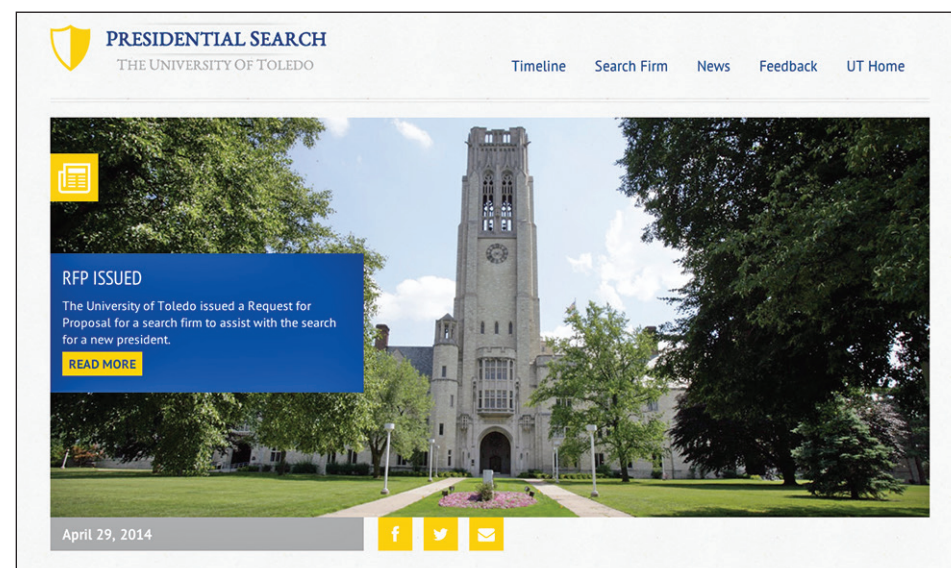 PRESIDENTIAL SEARCH
THE UNIVERSITY OF TOLEDO
Timeline Search Firm News Feedback UT Home
RFP ISSUED
The University of Toledo issued a Request for
Proposal for a search firm to assist with the search
for a new president.
READ MORE
April 29, 2014